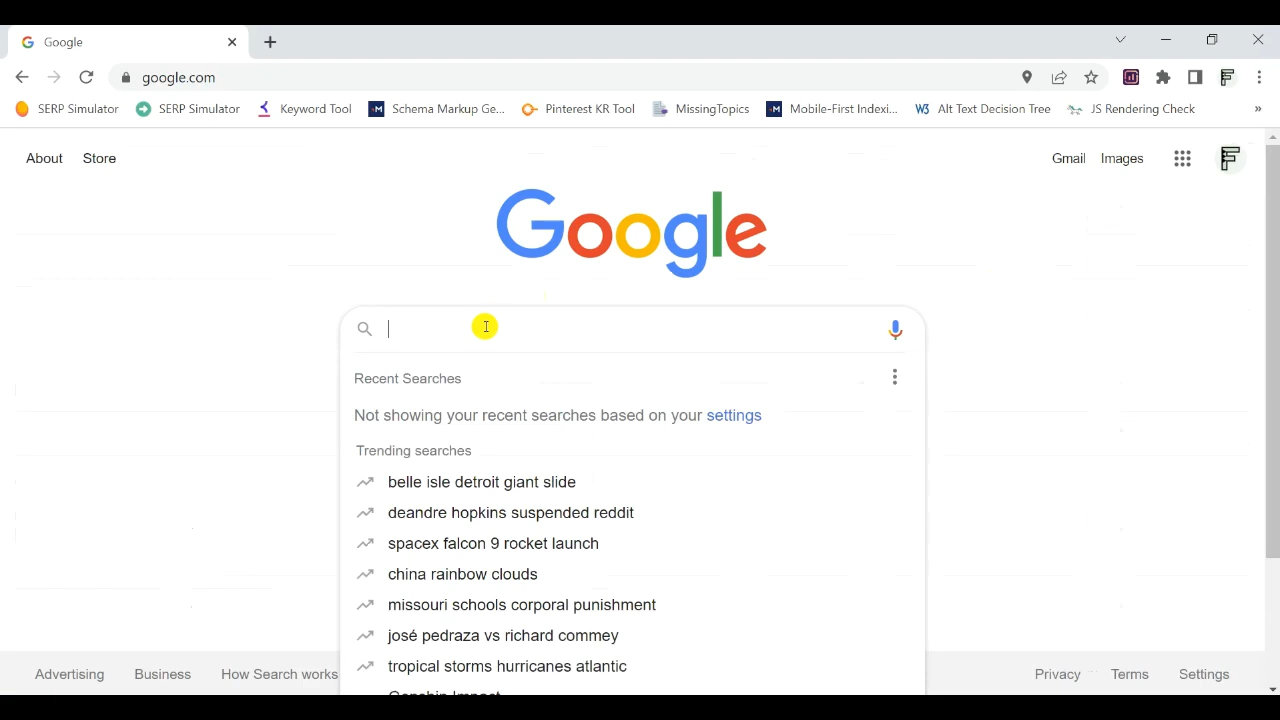 Google
google.com
SERP Simulator
SERP Simulator
Keyword Tool
Schema Markup Ge...
Pinterest KR Tool
MissingTopics
Mobile-First Indexi...
Alt Text Decision Tree
JS Rendering Check
»
About
Store
Gmail
Images
Google
Recent Searches
Not showing your recent searches based on your settings
Trending searches
belle isle detroit giant slide
deandre hopkins suspended reddit
spacex falcon 9 rocket launch
china rainbow clouds
missouri schools corporal punishment
josé pedraza vs richard commey
tropical storms hurricanes atlantic
Genshin Impact
Advertising
Business
How Search works
Privacy
Terms
Settings